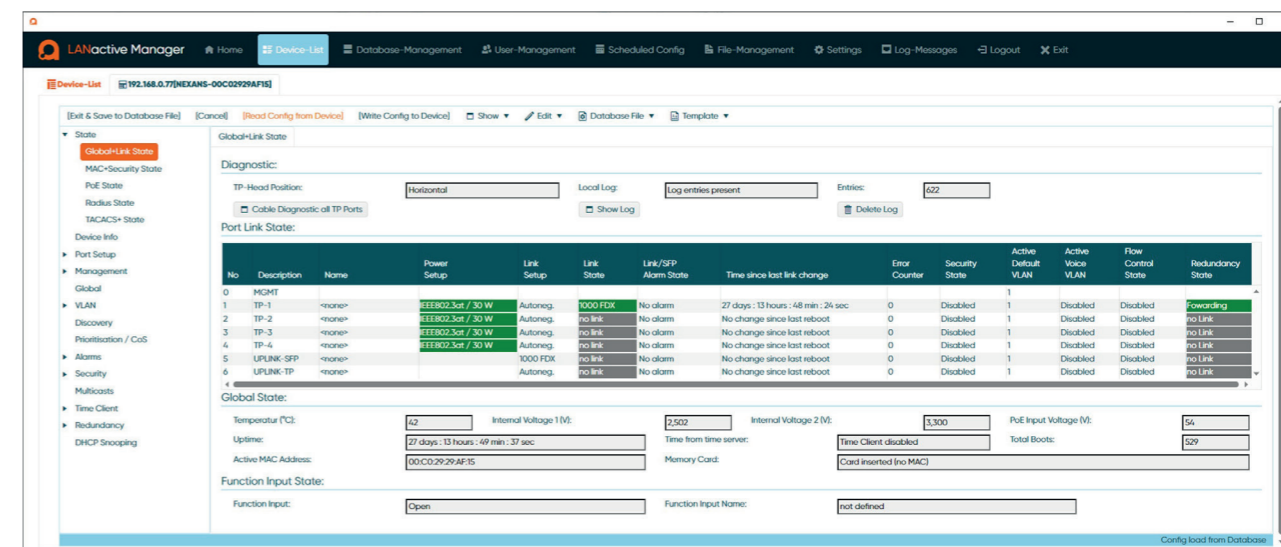 LANactive Manager Home Device-List Database-Management User-Management Scheduled Config File-Management Settings Log-Messages Logout Exit
Device-List 192.168.0.77[NEXANS-00C02929AF15]
[Exit & Save to Database File] [Cancel] [Read Config from Device] [Write Config to Device] Show Edit Database File Template
State
Global+Link State
MAC+Security State
PoE State
Radius State
TACACS+ State
Device Info
Port Setup
Management
Global
VLAN
Discovery
Prioritisation / CoS
Alarms
Security
Multicasts
Time Client
Redundancy
DHCP Snooping
Global+Link State
Diagnostic:
TP-Head Position: Horizontal Local Log: Log entries present Entries: 622
Cable Diagnostic all TP Ports Show Log Delete Log
Port Link State:
No Description Name Power Setup Link Setup Link State Link/SFP Alarm State Time since last link change Error Counter Security State Active Default VLAN Active Voice VLAN Flow Control State Redundancy State
0 MGMT 1
1 TP-1 <none> IEEE802.3at / 30 W Autoneg. 1000 FDX No alarm 27 days : 13 hours : 48 min : 24 sec 0 Disabled 1 Disabled Disabled Fowarding
2 TP-2 <none> IEEE802.3at / 30 W Autoneg. no link No alarm No change since last reboot 0 Disabled 1 Disabled Disabled no Link
3 TP-3 <none> IEEE802.3at / 30 W Autoneg. no link No alarm No change since last reboot 0 Disabled 1 Disabled Disabled no Link
4 TP-4 <none> IEEE802.3at / 30 W Autoneg. no link No alarm No change since last reboot 0 Disabled 1 Disabled Disabled no Link
5 UPLINK-SFP <none> 1000 FDX no link No alarm No change since last reboot 0 Disabled 1 Disabled Disabled no Link
6 UPLINK-TP <none> Autoneg. no link No alarm No change since last reboot 0 Disabled 1 Disabled Disabled no Link
Global State:
Temperatur (°C): 42 Internal Voltage 1 (V): 2,502 Internal Voltage 2 (V): 3,300 PoE Input Voltage (V): 54
Uptime: 27 days : 13 hours : 49 min : 37 sec Time from time server: Time Client disabled Total Boots: 529
Active MAC Address: 00:C0:29:29:AF:15 Memory Card: Card inserted (no MAC)
Function Input State:
Function Input: Open Function Input Name: not defined
Config load from Database